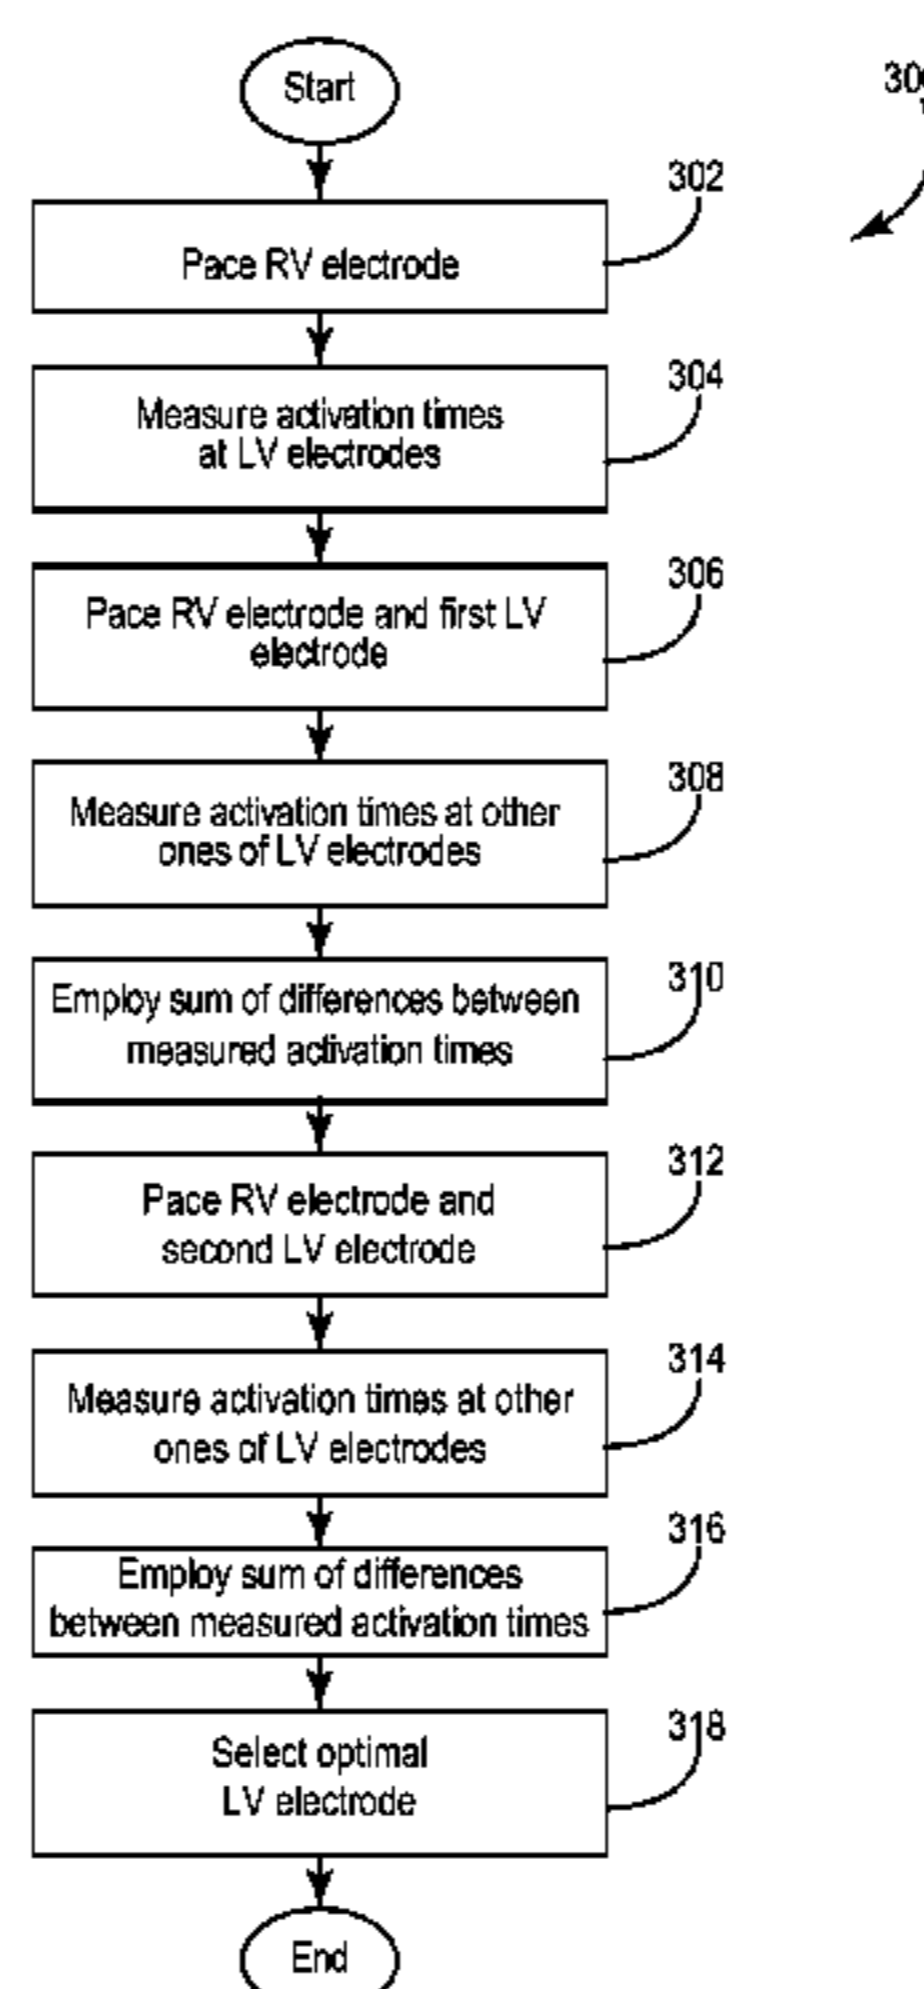 Start
302
Pace RV electrode
304
Measure activation times
at LV electrodes
306
Pace RV electrode and first LV
electrode
308
Measure activation times at other
ones of LV electrodes
310
Employ sum of differences between
measured activation times
312
Pace RV electrode and
second LV electrode
314
Measure activation times at other
ones of LV electrodes
316
Employ sum of differences
between measured activation times
318
Select optimal
LV electrode
End